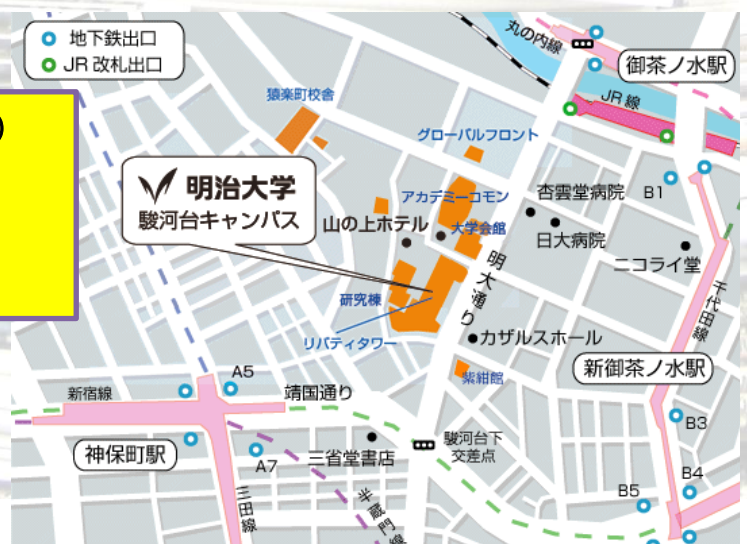 地下鉄出口
JR 改札出口
)
丸の内線
御茶ノ水駅
JR 線
猿楽町校舎
グローバルフロント
明治大学
駿河台キャンパス
アカデミーコモン
杏雲堂病院
B1
山の上ホテル
大学会館
日大病院
ニコライ堂
明大通り
千代田線
研究棟
リバティタワー
カザルスホール
新御茶ノ水駅
紫紺館
A5
新宿線
靖国通り
B3
神保町駅
A7
三省堂書店
駿河台下
交差点
B4
B5
三田線
半蔵門線